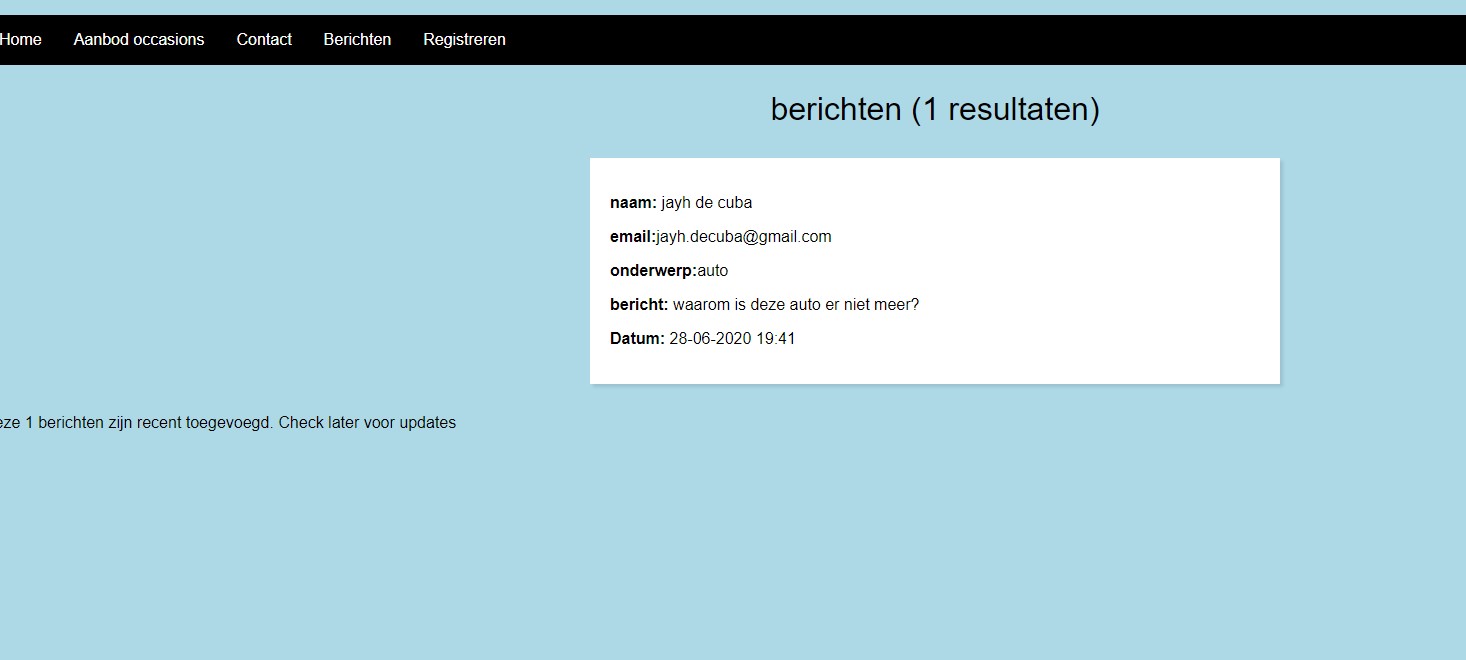 Home Aanbod occasions Contact Berichten Registreren
berichten (1 resultaten)
naam: jayh de cuba
email:jayh.decuba@gmail.com
onderwerp:auto
bericht: waarom is deze auto er niet meer?
Datum: 28-06-2020 19:41
eze 1 berichten zijn recent toegevoegd. Check later voor updates